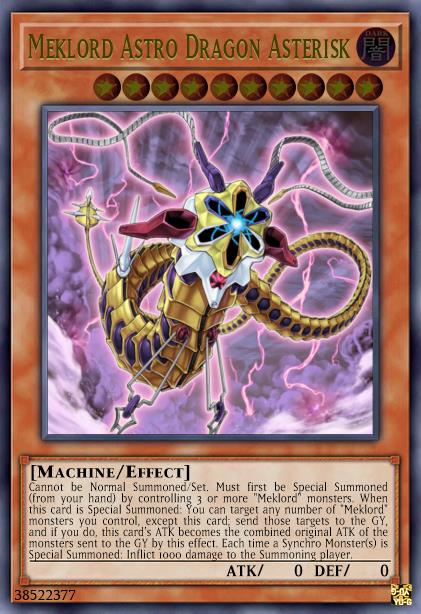 MEKLORD ASTRO DRAGON ASTERISK
DARK
闇
[MACHINE/EFFECT]
Cannot be Normal Summoned/Set. Must first be Special Summoned
(from your hand) by controlling 3 or more "Meklord" monsters. When
this card is Special Summoned: You can target any number of "Meklord"
monsters you control, except this card; send those targets to the GY,
and if you do, this card's ATK becomes the combined original ATK of the
monsters sent to the GY by this effect. Each time a Synchro Monster(s) is
Special Summoned: Inflict 1000 damage to the Summoning player.
ATK/ 0 DEF/ 0
38522377